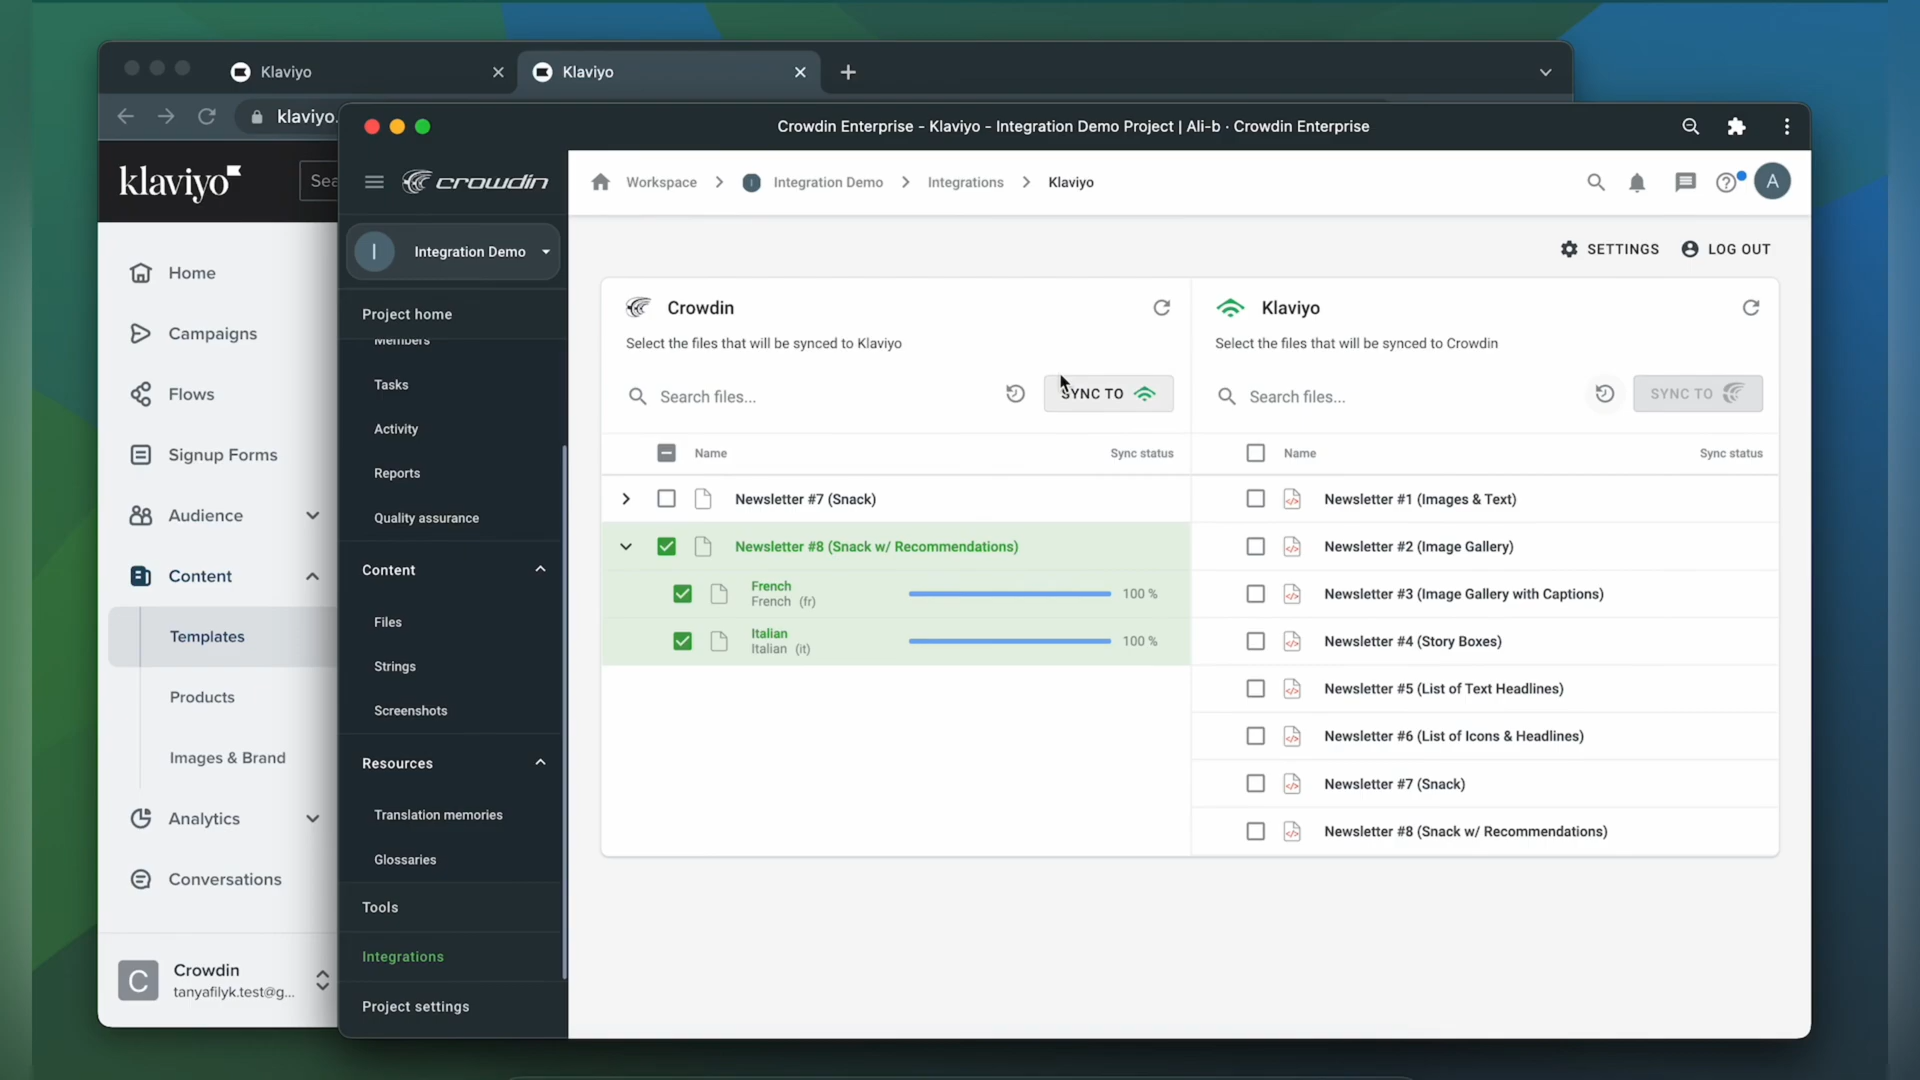 Klaviyo
Klaviyo
klaviyo.
Crowdin Enterprise - Klaviyo - Integration Demo Project | Ali-b · Crowdin Enterprise
klaviyo
Sea
Home
Campaigns
Flows
Signup Forms
Audience
Content
Templates
Products
Images & Brand
Analytics
Conversations
C
Crowdin
tanyafilyk.test@g...
crowdin
I
Integration Demo
Project home
Members
Tasks
Activity
Reports
Quality assurance
Content
Files
Strings
Screenshots
Resources
Translation memories
Glossaries
Tools
Integrations
Project settings
Workspace
I
Integration Demo
Integrations
Klaviyo
A
SETTINGS
LOG OUT
Crowdin
Select the files that will be synced to Klaviyo
Search files...
SYNC TO
Name
Sync status
Newsletter #7 (Snack)
Newsletter #8 (Snack w/ Recommendations)
French
French (fr)
100 %
Italian
Italian (it)
100 %
Klaviyo
Select the files that will be synced to Crowdin
Search files...
SYNC TO
Name
Sync status
Newsletter #1 (Images & Text)
Newsletter #2 (Image Gallery)
Newsletter #3 (Image Gallery with Captions)
Newsletter #4 (Story Boxes)
Newsletter #5 (List of Text Headlines)
Newsletter #6 (List of Icons & Headlines)
Newsletter #7 (Snack)
Newsletter #8 (Snack w/ Recommendations)